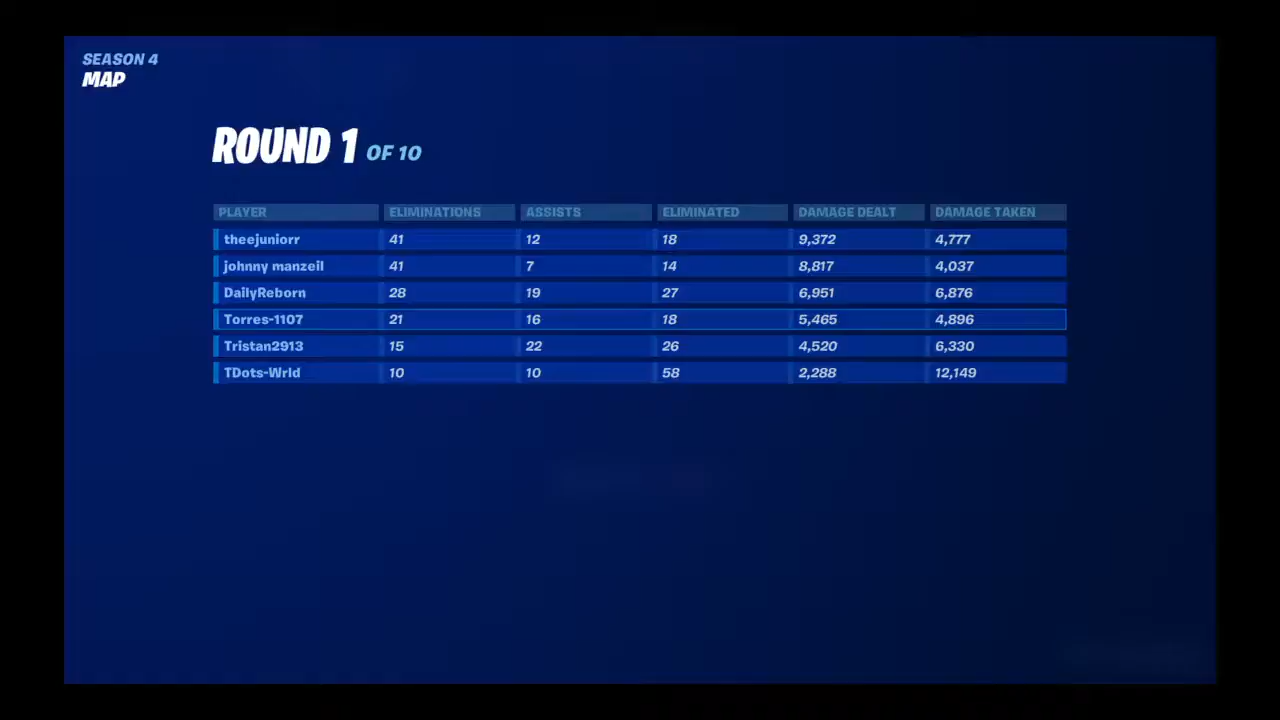 SEASON 4
MAP
ROUND 1 OF 10
PLAYER ELIMINATIONS ASSISTS ELIMINATED DAMAGE DEALT DAMAGE TAKEN
theejuniorr 41 12 18 9,372 4,777
johnny manzeil 41 7 14 8,817 4,037
DailyReborn 28 19 27 6,951 6,876
Torres-1107 21 16 18 5,465 4,896
Tristan2913 15 22 26 4,520 6,330
TDots-Wrld 10 10 58 2,288 12,149